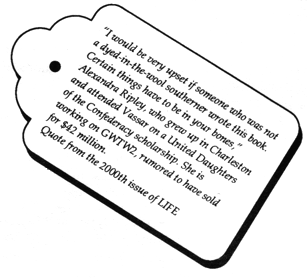 "I would be very upset if someone who was not
a dyed-in-the-wool southerner wrote this book.
Certain things have to be in your bones,"
Alexandra Ripley, who grew up in Charleston
and attended Vassar on a United Daughters
of the Confederacy scholarship. She is
working on GWTWZ, rumored to have sold
for $42 million.
Quote from the 2000th issue of LIFE